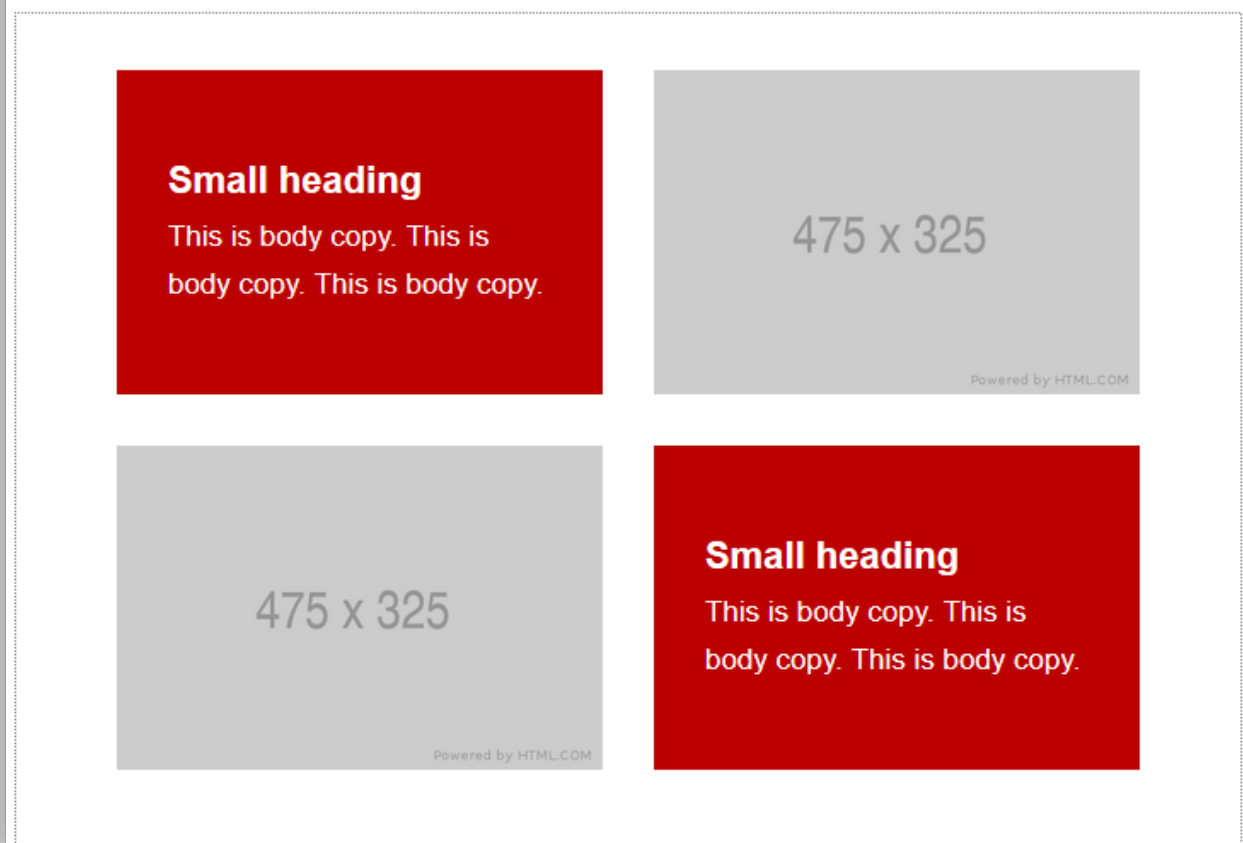 Small heading
This is body copy. This is
body copy. This is body copy.
475 x 325
Powered by HTML.COM
475 x 325
Powered by HTML.COM
Small heading
This is body copy. This is
body copy. This is body copy.